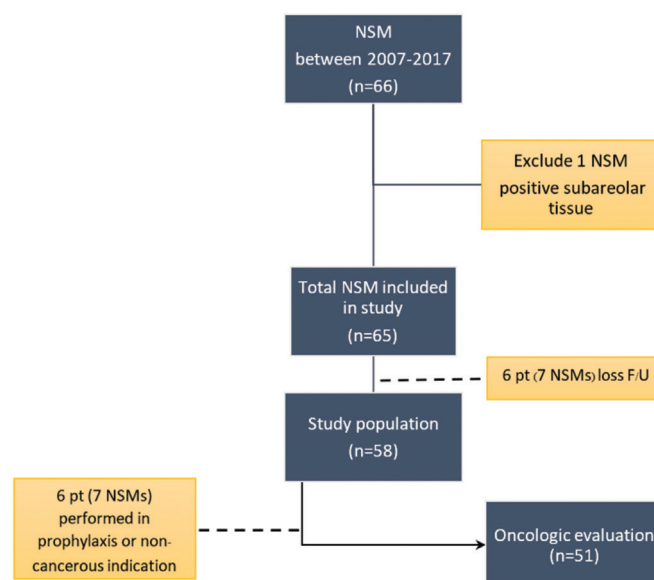 NSM
between 2007-2017
(n=66)
Exclude 1 NSM
positive subareolar
tissue
Total NSM included
in study
(n=65)
6 pt (7 NSMs) loss F/U
Study population
(n=58)
6 pt (7 NSMs)
performed in
prophylaxis or non-
cancerous indication
Oncologic evaluation
(n=51)